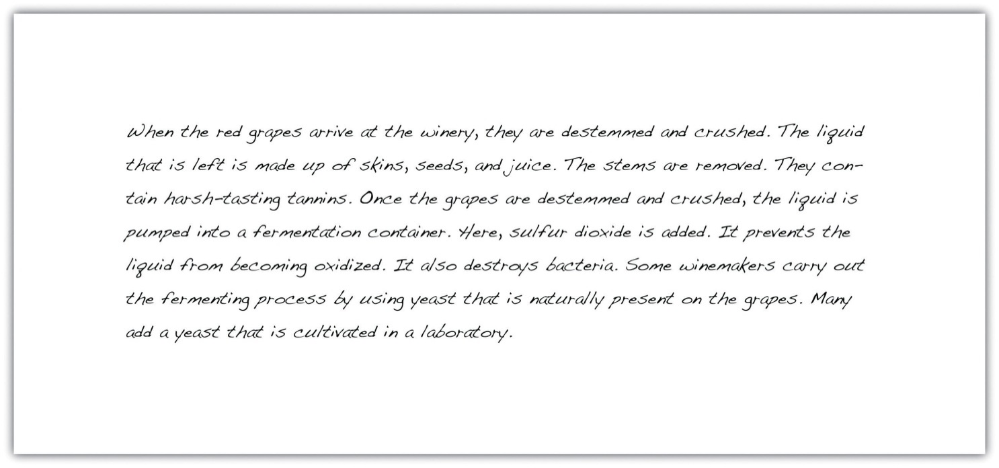 When the red grapes arrive at the winery, they are destemmed and crushed. The liquid
that is left is made up of skins, seeds, and juice. The stems are removed. They con-
tain harsh-tasting tannins. Once the grapes are destemmed and crushed, the liquid is
pumped into a fermentation container. Here, sulfur dioxide is added. It prevents the
liquid from becoming oxidized. It also destroys bacteria. Some winemakers carry out
the fermenting process by using yeast that is naturally present on the grapes. Many
add a yeast that is cultivated in a laboratory.